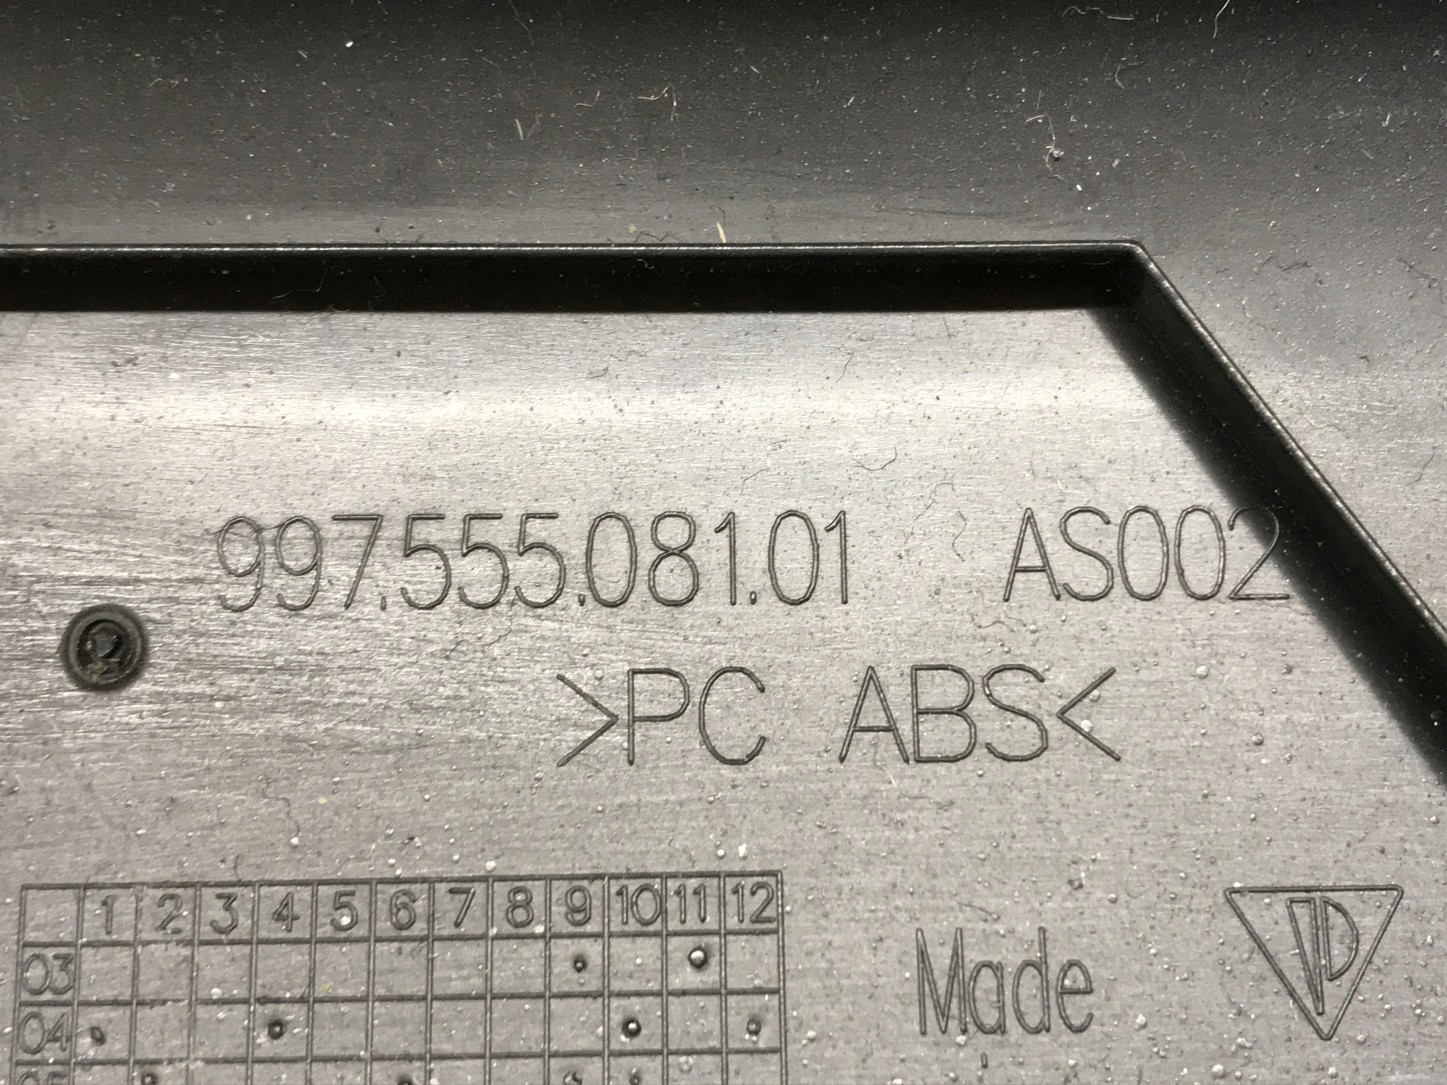 997.555.081.01 AS002
>PC ABS<
1 2 3 4 5 6 7 8 9 10 11 12
03
04
Made